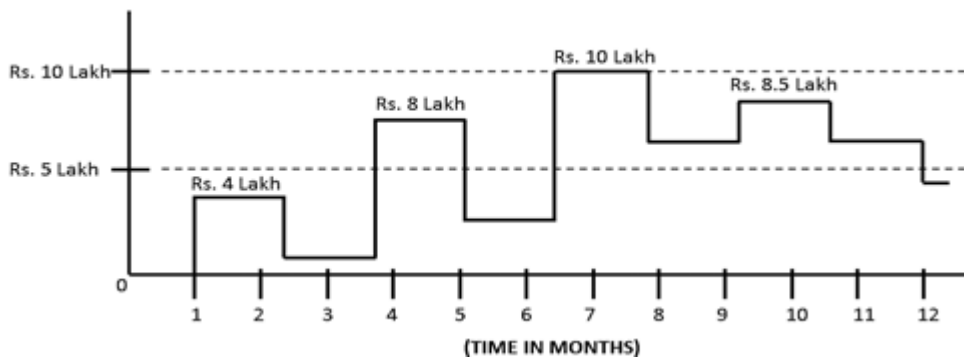 Rs. 10 Lakh
Rs. 10 Lakh
Rs. 8.5 Lakh
Rs. 8 Lakh
Rs. 5 Lakh
Rs. 4 Lakh
0
1 2 3 4 5 6 7 8 9 10 11 12
(TIME IN MONTHS)